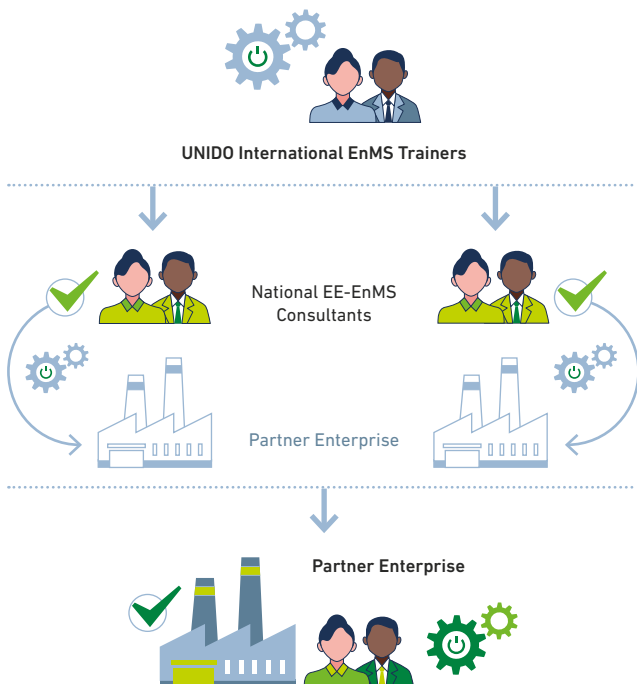 UNIDO International EnMS Trainers
National EE-EnMS
Consultants
Partner Enterprise
Partner Enterprise